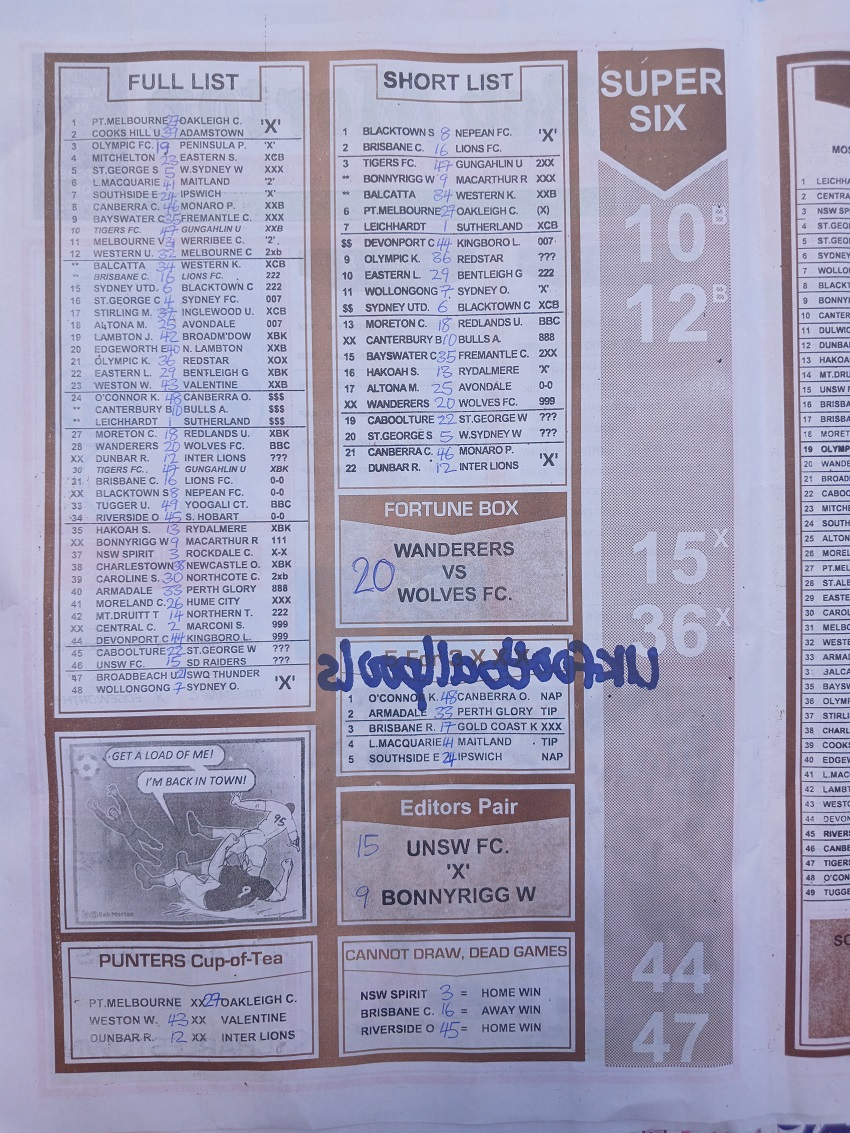 FULL LIST
1 PT.MELBOURNE 27 OAKLEIGH C. 'X'
2 COOKS HILL U. ADAMSTOWN
3 OLYMPIC FC. 19 PENINSULA P. 'X'
4 MITCHELTON 23 EASTERN S. XCB
5 ST.GEORGE S 5 W.SYDNEY W XXX
6 L.MACQUARIE 41 MAITLAND '2'
7 SOUTHSIDE E 24 IPSWICH 'X'
8 CANBERRA C. 46 MONARO P. XXB
9 BAYSWATER C 35 FREMANTLE C. XXX
10 TIGERS FC. 47 GUNGAHLIN U XXB
11 MELBOURNE V 31 WERRIBEE C. '2'
12 WESTERN U. 32 MELBOURNE C 2xb
** BALCATTA 34 WESTERN K. XCB
** BRISBANE C. 16 LIONS FC. 222
15 SYDNEY UTD. 6 BLACKTOWN C 222
16 ST.GEORGE C 4 SYDNEY FC. 007
17 STIRLING M. 37 INGLEWOOD U. XCB
18 ALTONA M. 25 AVONDALE 007
19 LAMBTON J. 42 BROADM'DOW XBK
20 EDGEWORTH E 40 N. LAMBTON XXB
21 OLYMPIC K. 36 REDSTAR XOX
22 EASTERN L. 29 BENTLEIGH G XBK
23 WESTON W. 43 VALENTINE XXB
24 O'CONNOR K. 48 CANBERRA O. $$$
** CANTERBURY B 10 BULLS A. $$$
** LEICHHARDT 1 SUTHERLAND $$$
27 MORETON C. 18 REDLANDS U. XBK
28 WANDERERS 20 WOLVES FC. BBC
XX DUNBAR R. 12 INTER LIONS ???
30 TIGERS FC. 47 GUNGAHLIN U XBK
31 BRISBANE C. 16 LIONS FC. 0-0
XX BLACKTOWN S 8 NEPEAN FC. 0-0
33 TUGGER U. 49 YOOGALI CT. BBC
34 RIVERSIDE O 45 S. HOBART 0-0
35 HAKOAH S. 13 RYDALMERE XBK
XX BONNYRIGG W 9 MACARTHUR R 111
37 NSW SPIRIT 3 ROCKDALE C. X-X
38 CHARLESTOWN 38 NEWCASTLE O. XBK
39 CAROLINE S. 30 NORTHCOTE C. 2xb
40 ARMADALE 33 PERTH GLORY 888
41 MORELAND C. 26 HUME CITY XXX
42 MT.DRUITT T 14 NORTHERN T. 222
XX CENTRAL C. 2 MARCONI S. 999
44 DEVONPORT C 44 KINGBORO L. 999
45 CABOOLTURE 22 ST.GEORGE W ???
46 UNSW FC. 15 SD RAIDERS ???
47 BROADBEACH U 21 SWQ THUNDER 'X'
48 WOLLONGONG 7 SYDNEY O.
GET A LOAD OF ME!
I'M BACK IN TOWN!
95
PUNTERS Cup-of-Tea
PT.MELBOURNE XX 27 OAKLEIGH C.
WESTON W. 43 XX VALENTINE
DUNBAR R. 12 XX INTER LIONS
SHORT LIST
1 BLACKTOWN S 8 NEPEAN FC. 'X'
2 BRISBANE C. 16 LIONS FC.
3 TIGERS FC. 47 GUNGAHLIN U 2XX
** BONNYRIGG W 9 MACARTHUR R XXX
** BALCATTA 34 WESTERN K. XXB
6 PT.MELBOURNE 27 OAKLEIGH C. (X)
7 LEICHHARDT 1 SUTHERLAND XCB
$$ DEVONPORT C 44 KINGBORO L. 007
9 OLYMPIC K. 36 REDSTAR ???
10 EASTERN L. 29 BENTLEIGH G 222
11 WOLLONGONG 7 SYDNEY O. 'X'
$$ SYDNEY UTD. 6 BLACKTOWN C XCB
13 MORETON C. 18 REDLANDS U. BBC
XX CANTERBURY B 10 BULLS A. 888
15 BAYSWATER C 35 FREMANTLE C. 2XX
16 HAKOAH S. 13 RYDALMERE 'X'
17 ALTONA M. 25 AVONDALE 0-0
XX WANDERERS 20 WOLVES FC. 999
19 CABOOLTURE 22 ST.GEORGE W ???
20 ST.GEORGE S 5 W.SYDNEY W ???
21 CANBERRA C. 46 MONARO P. 'X'
22 DUNBAR R. 12 INTER LIONS
FORTUNE BOX
WANDERERS
20 VS
WOLVES FC.
ukfootballpools
1 O'CONNOR K. 48 CANBERRA O. NAP
2 ARMADALE 33 PERTH GLORY TIP
3 BRISBANE R. 17 GOLD COAST K XXX
4 L.MACQUARIE 41 MAITLAND TIP
5 SOUTHSIDE E 24 IPSWICH NAP
Editors Pair
15 UNSW FC.
'X'
9 BONNYRIGG W
CANNOT DRAW, DEAD GAMES
NSW SPIRIT 3 = HOME WIN
BRISBANE C. 16 = AWAY WIN
RIVERSIDE O 45 = HOME WIN
SUPER
SIX
10 B
12 B
15 X
36 X
44
47